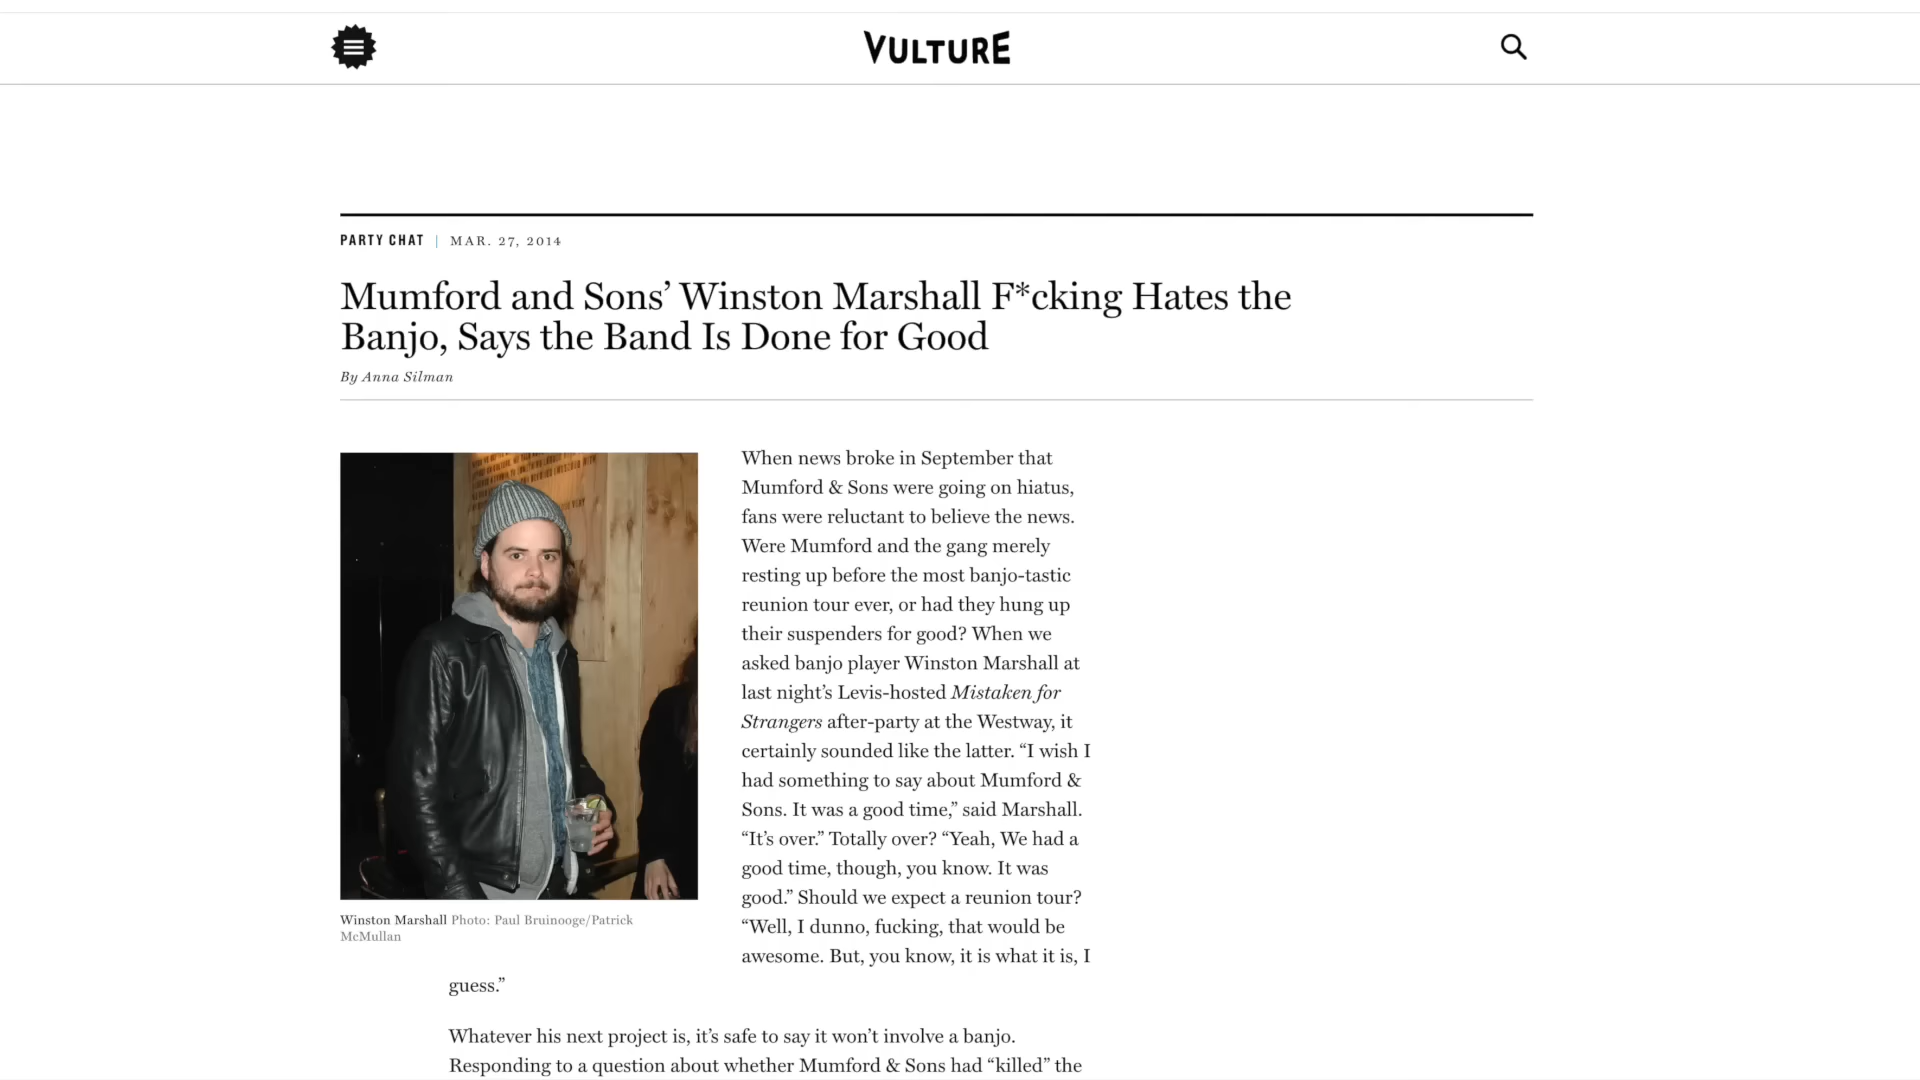 VULTURE
PARTY CHAT | MAR. 27, 2014
Mumford and Sons’ Winston Marshall F*cking Hates the
Banjo, Says the Band Is Done for Good
By Anna Silman
When news broke in September that
Mumford & Sons were going on hiatus,
fans were reluctant to believe the news.
Were Mumford and the gang merely
resting up before the most banjo-tastic
reunion tour ever, or had they hung up
their suspenders for good? When we
asked banjo player Winston Marshall at
last night’s Levis-hosted Mistaken for
Strangers after-party at the Westway, it
certainly sounded like the latter. “I wish I
had something to say about Mumford &
Sons. It was a good time,” said Marshall.
“It’s over.” Totally over? “Yeah, We had a
good time, though, you know. It was
good.” Should we expect a reunion tour?
“Well, I dunno, fucking, that would be
awesome. But, you know, it is what it is, I
guess.”
Winston Marshall Photo: Paul Bruinooge/Patrick
McMullan
Whatever his next project is, it’s safe to say it won’t involve a banjo.
Responding to a question about whether Mumford & Sons had “killed” the